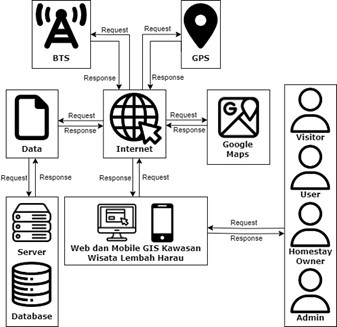 Request
Request
BTS
GPS
Response
Response
Request
Request
Response
Response
Data
Internet
Google
Maps
Request
Response
Request
Response
Visitor
User
Server
Web dan Mobile GIS Kawasan
Wisata Lembah Harau
Request
Response
Homestay
Owner
Database
Admin